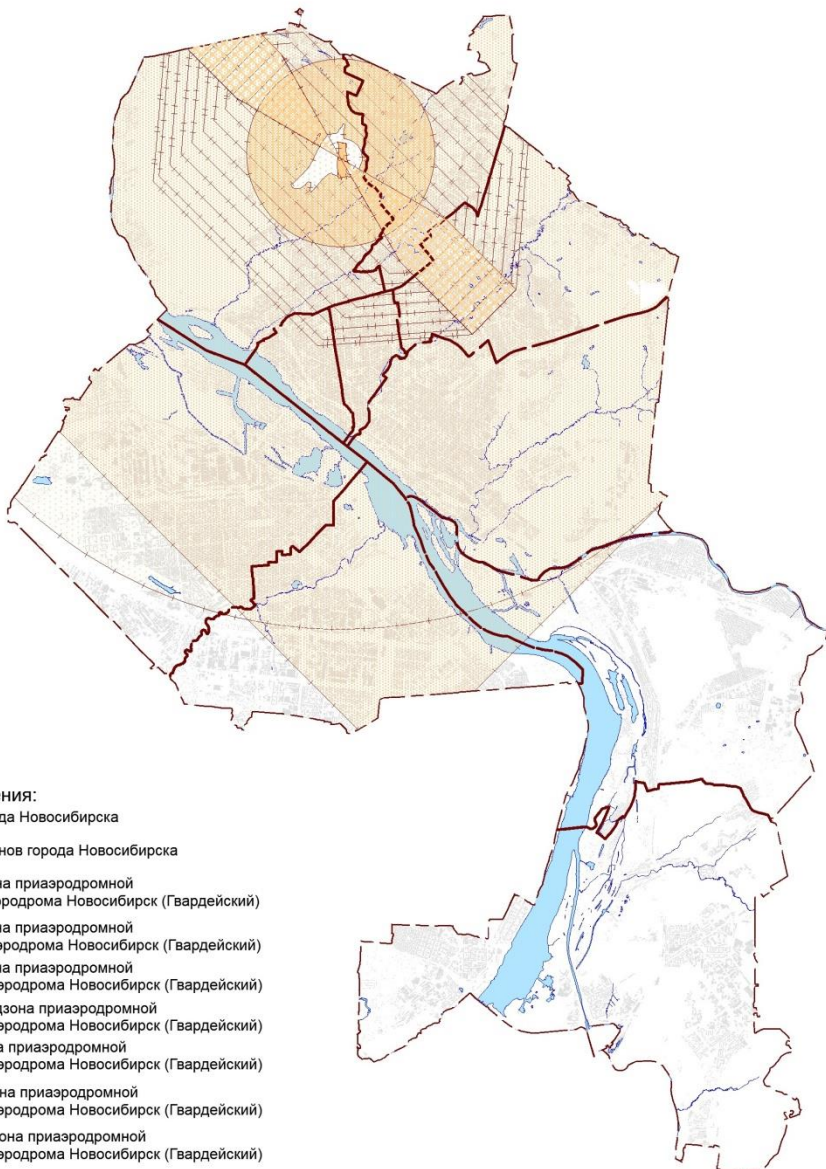 ния:
да Новосибирска
нов города Новосибирска
на приаэродромной
эродрома Новосибирск (Гвардейский)
на приаэродромной
эродрома Новосибирск (Гвардейский)
на приаэродромной
эродрома Новосибирск (Гвардейский)
дзона приаэродромной
эродрома Новосибирск (Гвардейский)
а приаэродромной
эродрома Новосибирск (Гвардейский)
на приаэродромной
эродрома Новосибирск (Гвардейский)
она приаэродромной
эродрома Новосибирск (Гвардейский)